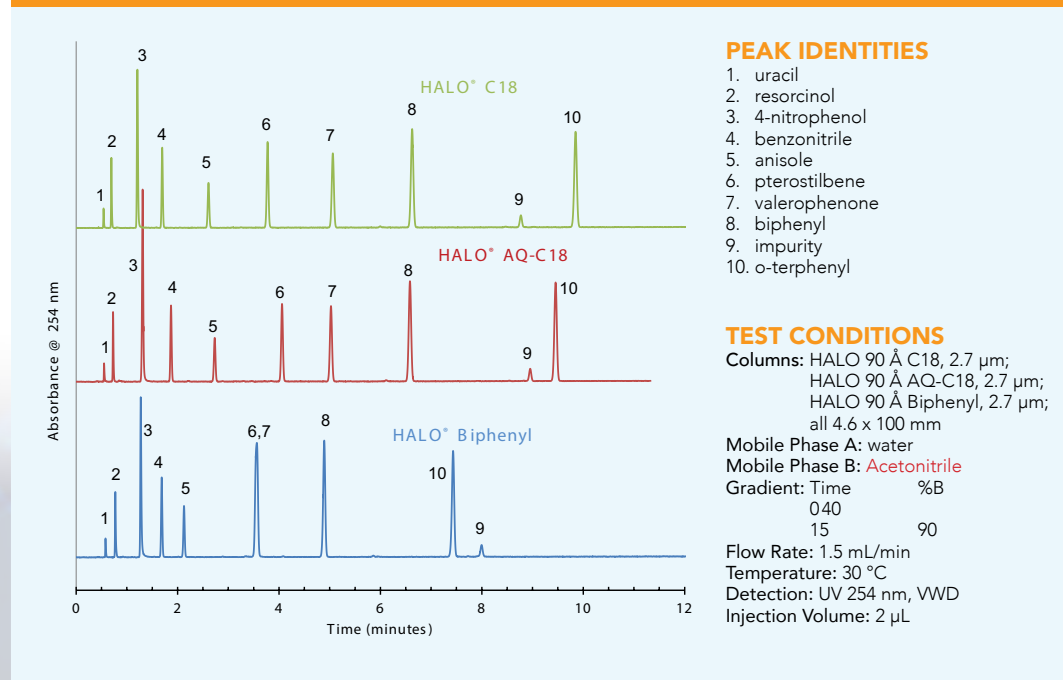 3
HALO® C18
8
10
6
2
4
7
5
1
9
HALO® AQ-C18
3
8
10
2
4
6
7
5
1
9
HALO® Biphenyl
3
6,7
8
2
4
10
5
1
9
Absorbance @ 254 nm
0 2 4 6 8 10 12
Time (minutes)
PEAK IDENTITIES
1. uracil
2. resorcinol
3. 4-nitrophenol
4. benzonitrile
5. anisole
6. pterostilbene
7. valerophenone
8. biphenyl
9. impurity
10. o-terphenyl
TEST CONDITIONS
Columns: HALO 90 Å C18, 2.7 µm;
HALO 90 Å AQ-C18, 2.7 µm;
HALO 90 Å Biphenyl, 2.7 µm;
all 4.6 x 100 mm
Mobile Phase A: water
Mobile Phase B: Acetonitrile
Gradient: Time %B
040
15 90
Flow Rate: 1.5 mL/min
Temperature: 30 °C
Detection: UV 254 nm, VWD
Injection Volume: 2 µL